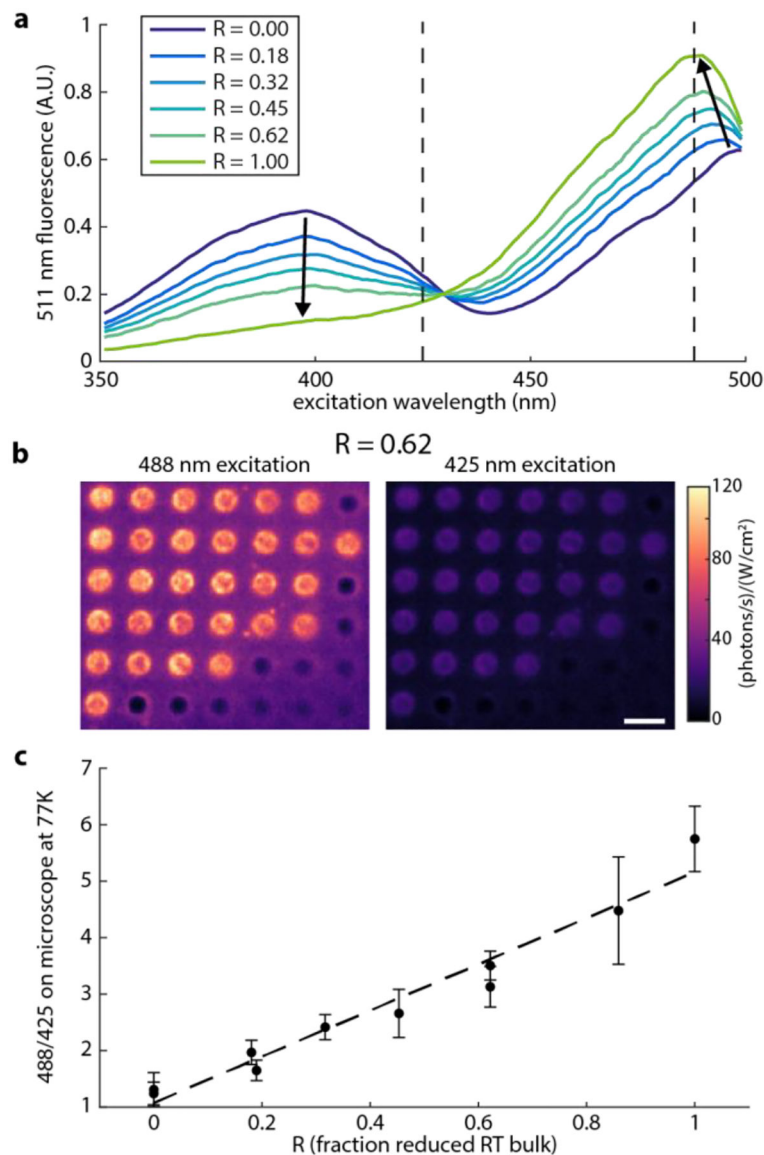 a
1
0.8
0.6
0.4
0.2
0
511 nm fluorescence (A.U.)
R = 0.00
R = 0.18
R = 0.32
R = 0.45
R = 0.62
R = 1.00
350
400
450
500
excitation wavelength (nm)
b
R = 0.62
488 nm excitation
425 nm excitation
120
80
40
0
(photons/s)/(W/cm²)
c
7
6
5
4
3
2
1
488/425 on microscope at 77K
0
0.2
0.4
0.6
0.8
1
R (fraction reduced RT bulk)